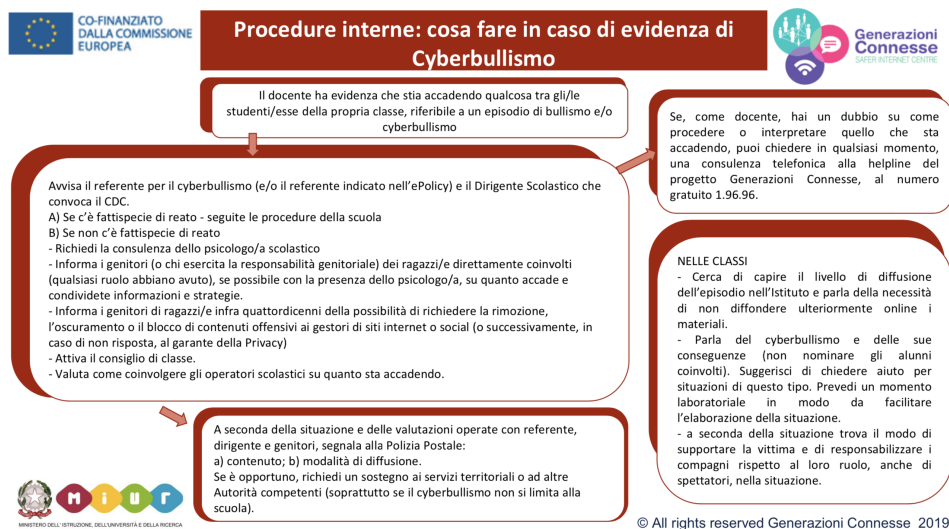 CO-FINANZIATO
DALLA COMMISSIONE
EUROPEA
Procedure interne: cosa fare in caso di evidenza di
Cyberbullismo
Generazioni
Connesse
SAFER INTERNET CENTRE
Il docente ha evidenza che stia accadendo qualcosa tra gli/le
studenti/esse della propria classe, riferibile a un episodio di bullismo e/o
cyberbullismo
Se, come docente, hai un dubbio su come
procedere o interpretare quello che sta
accadendo, puoi chiedere in qualsiasi momento,
una consulenza telefonica alla helpline del
progetto Generazioni Connesse, al numero
gratuito 1.96.96.
Avvisa il referente per il cyberbullismo (e/o il referente indicato nell'ePolicy) e il Dirigente Scolastico che
convoca il CDC.
A) Se c'è fattispecie di reato - seguite le procedure della scuola
B) Se non c'è fattispecie di reato
- Richiedi la consulenza dello psicologo/a scolastico
- Informa i genitori (o chi esercita la responsabilità genitoriale) dei ragazzi/e direttamente coinvolti
(qualsiasi ruolo abbiano avuto), se possibile con la presenza dello psicologo/a, su quanto accade e
condividete informazioni e strategie.
- Informa i genitori di ragazzi/e infra quattordicenni della possibilità di richiedere la rimozione,
l'oscuramento o il blocco di contenuti offensivi ai gestori di siti internet o social (o successivamente, in
caso di non risposta, al garante della Privacy)
- Attiva il consiglio di classe.
- Valuta come coinvolgere gli operatori scolastici su quanto sta accadendo.
NELLE CLASSI
- Cerca di capire il livello di diffusione
dell'episodio nell'Istituto e parla della necessità
di non diffondere ulteriormente online i
materiali.
- Parla del cyberbullismo e delle sue
conseguenze (non nominare gli alunni
coinvolti). Suggerisci di chiedere aiuto per
situazioni di questo tipo. Prevedi un momento
laboratoriale in modo da facilitare
l'elaborazione della situazione.
- a seconda della situazione trova il modo di
supportare la vittima e di responsabilizzare i
compagni rispetto al loro ruolo, anche di
spettatori, nella situazione.
A seconda della situazione e delle valutazioni operate con referente,
dirigente e genitori, segnala alla Polizia Postale:
a) contenuto; b) modalità di diffusione.
Se è opportuno, richiedi un sostegno ai servizi territoriali o ad altre
Autorità competenti (soprattutto se il cyberbullismo non si limita alla
scuola).
miur
MINISTERO DELL'ISTRUZIONE, DELL'UNIVERSITÀ E DELLA RICERCA
© All rights reserved Generazioni Connesse 2019